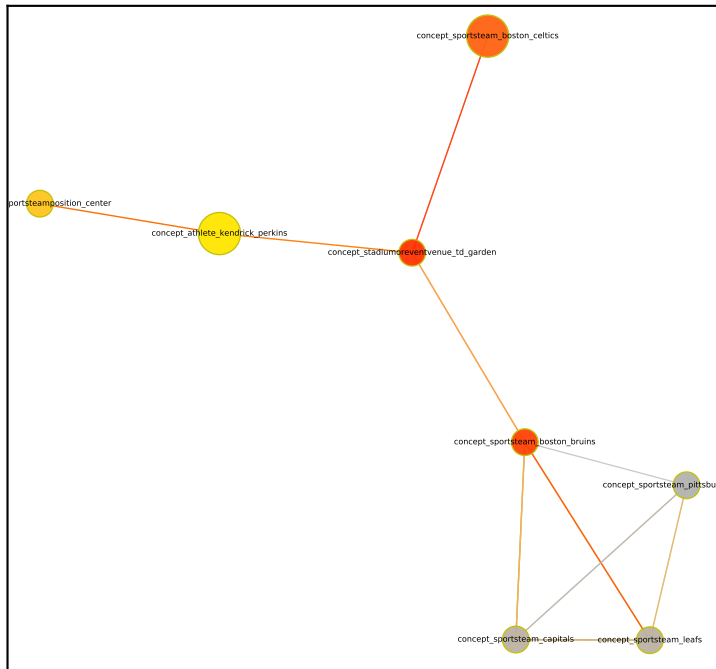 concept_sportsteam_boston_celtics
portsteamposition_center
concept_athlete_kendrick_perkins
concept_stadiumoreventvenue_td_garden
concept_sportsteam_boston_bruins
concept_sportsteam_pittsbu
concept_sportsteam_capitals
concept_sportsteam_leafs